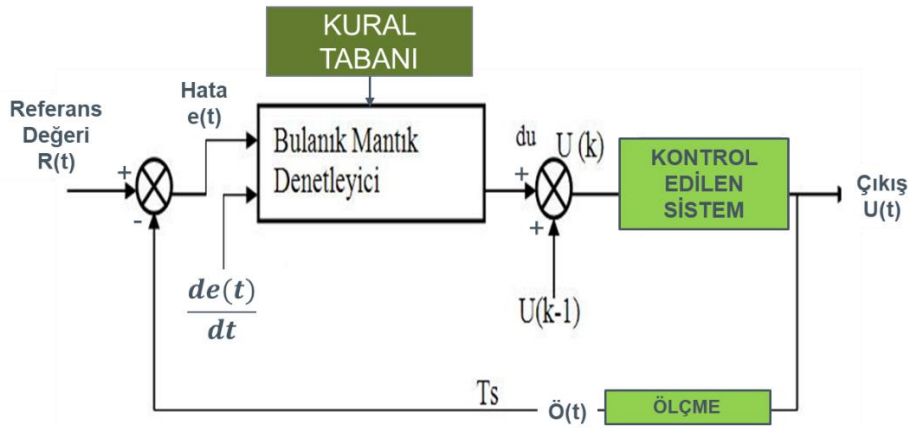 KURAL
TABANI
Hata
e(t)
Referans
Değeri
R(t)
+
-
Bulanık Mantık
Denetleyici
de(t)
dt
du
U (k)
+
+
U(k-1)
KONTROL
EDİLEN
SİSTEM
Çıkış
U(t)
Ts
Ö(t)
ÖLÇME